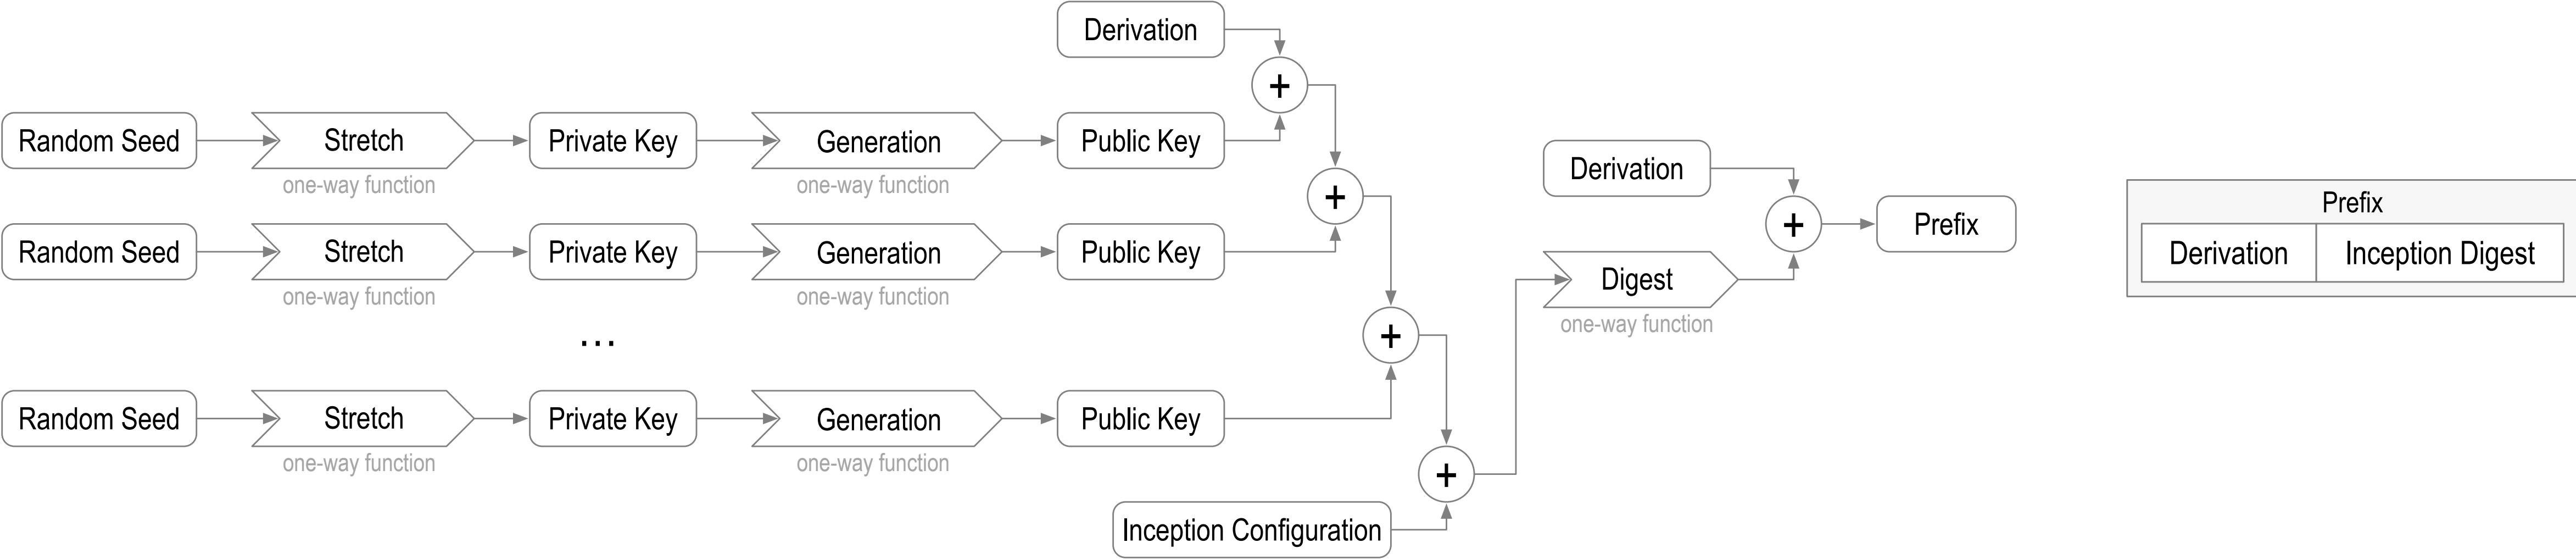 Derivation
+
Random Seed
Stretch
one-way function
Private Key
Generation
one-way function
Public Key
+
Random Seed
Stretch
one-way function
Private Key
Generation
one-way function
Public Key
+
...
Random Seed
Stretch
one-way function
Private Key
Generation
one-way function
Public Key
+
Inception Configuration
Derivation
+
Digest
one-way function
Prefix
Prefix
Derivation
Inception Digest